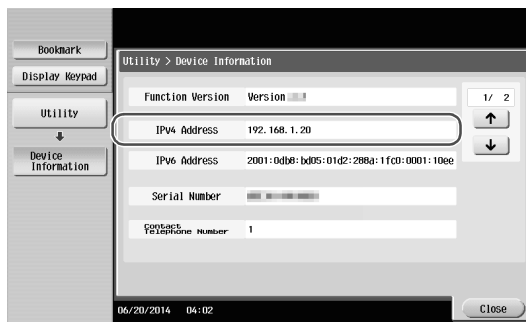 Bookmark
Display Keypad
Utility
Device
Information
Utility > Device Information
Function Version Version
1/ 2
IPv4 Address 192.168.1.20
IPv6 Address 2001:0db8:bd05:01d2:288a:1fc0:0001:10ee
Serial Number
Contact
Telephone Number 1
06/20/2014 04:02
Close